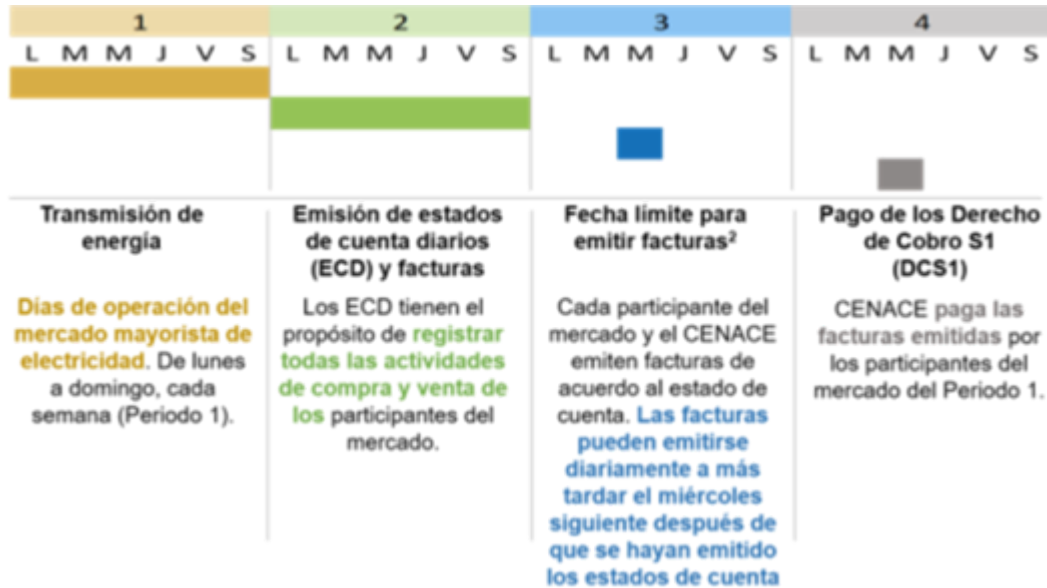 1 2 3 4
L M M J V S L M M J V S L M M J V S L M M J V S
Transmisión de
energía
Días de operación del
mercado mayorista de
electricidad. De lunes
a domingo, cada
semana (Periodo 1).
Emisión de estados
de cuenta diarios
(ECD) y facturas
Los ECD tienen el
propósito de registrar
todas las actividades
de compra y venta de
los participantes del
mercado.
Fecha límite para
emitir facturas²
Cada participante del
mercado y el CENACE
emiten facturas de
acuerdo al estado de
cuenta. Las facturas
pueden emitirse
diariamente a más
tardar el miércoles
siguiente después de
que se hayan emitido
los estados de cuenta
Pago de los Derecho
de Cobro S1
(DCS1)
CENACE paga las
facturas emitidas por
los participantes del
mercado del Periodo 1.